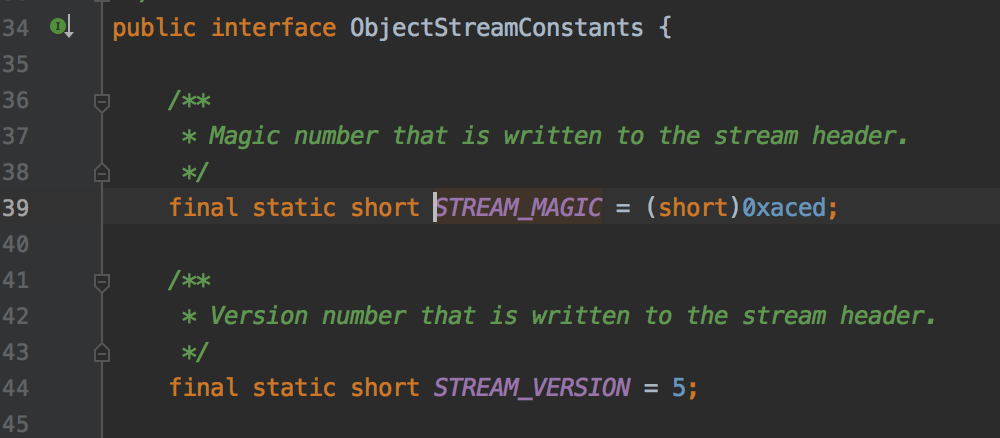 34 public interface ObjectStreamConstants {
35
36 /**
37 * Magic number that is written to the stream header.
38 */
39 final static short STREAM_MAGIC = (short)0xaced;
40
41 /**
42 * Version number that is written to the stream header.
43 */
44 final static short STREAM_VERSION = 5;
45